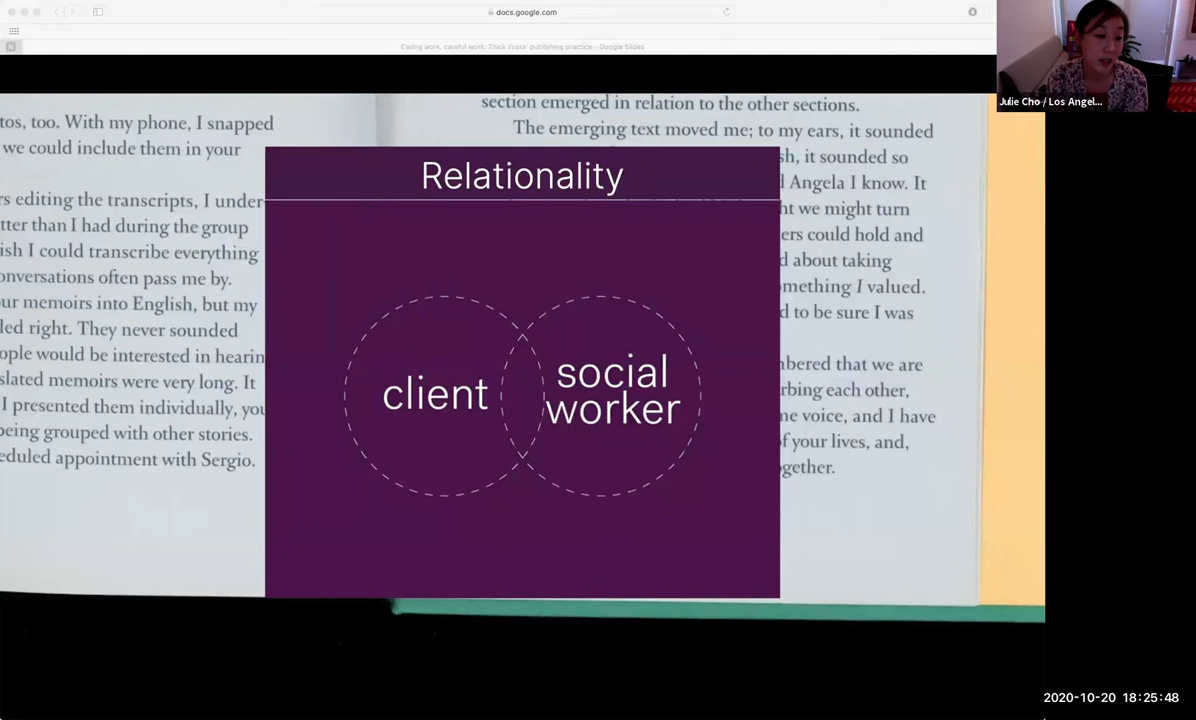 docs.google.com
Caring work, careful work: Thick Press' publishing practice – Google Slides
Julie Cho / Los Angel...
tos, too. With my phone, I snapped
we could include them in your
rs editing the transcripts, I under-
tter than I had during the group
ish I could transcribe everything
onversations often pass me by.
ur memoirs into English, but my
led right. They never sounded
ople would be interested in hearin
slated memoirs were very long. It
I presented them individually, you
being grouped with other stories.
eduled appointment with Sergio.
section emerged in relation to the other sections.
The emerging text moved me; to my ears, it sounded
sh, it sounded so
d Angela I know. It
ht we might turn
ers could hold and
d about taking
mething I valued.
d to be sure I was
mbered that we are
rbing each other,
ne voice, and I have
of your lives, and,
gether.
Relationality
client
social
worker
2020-10-20 18:25:48